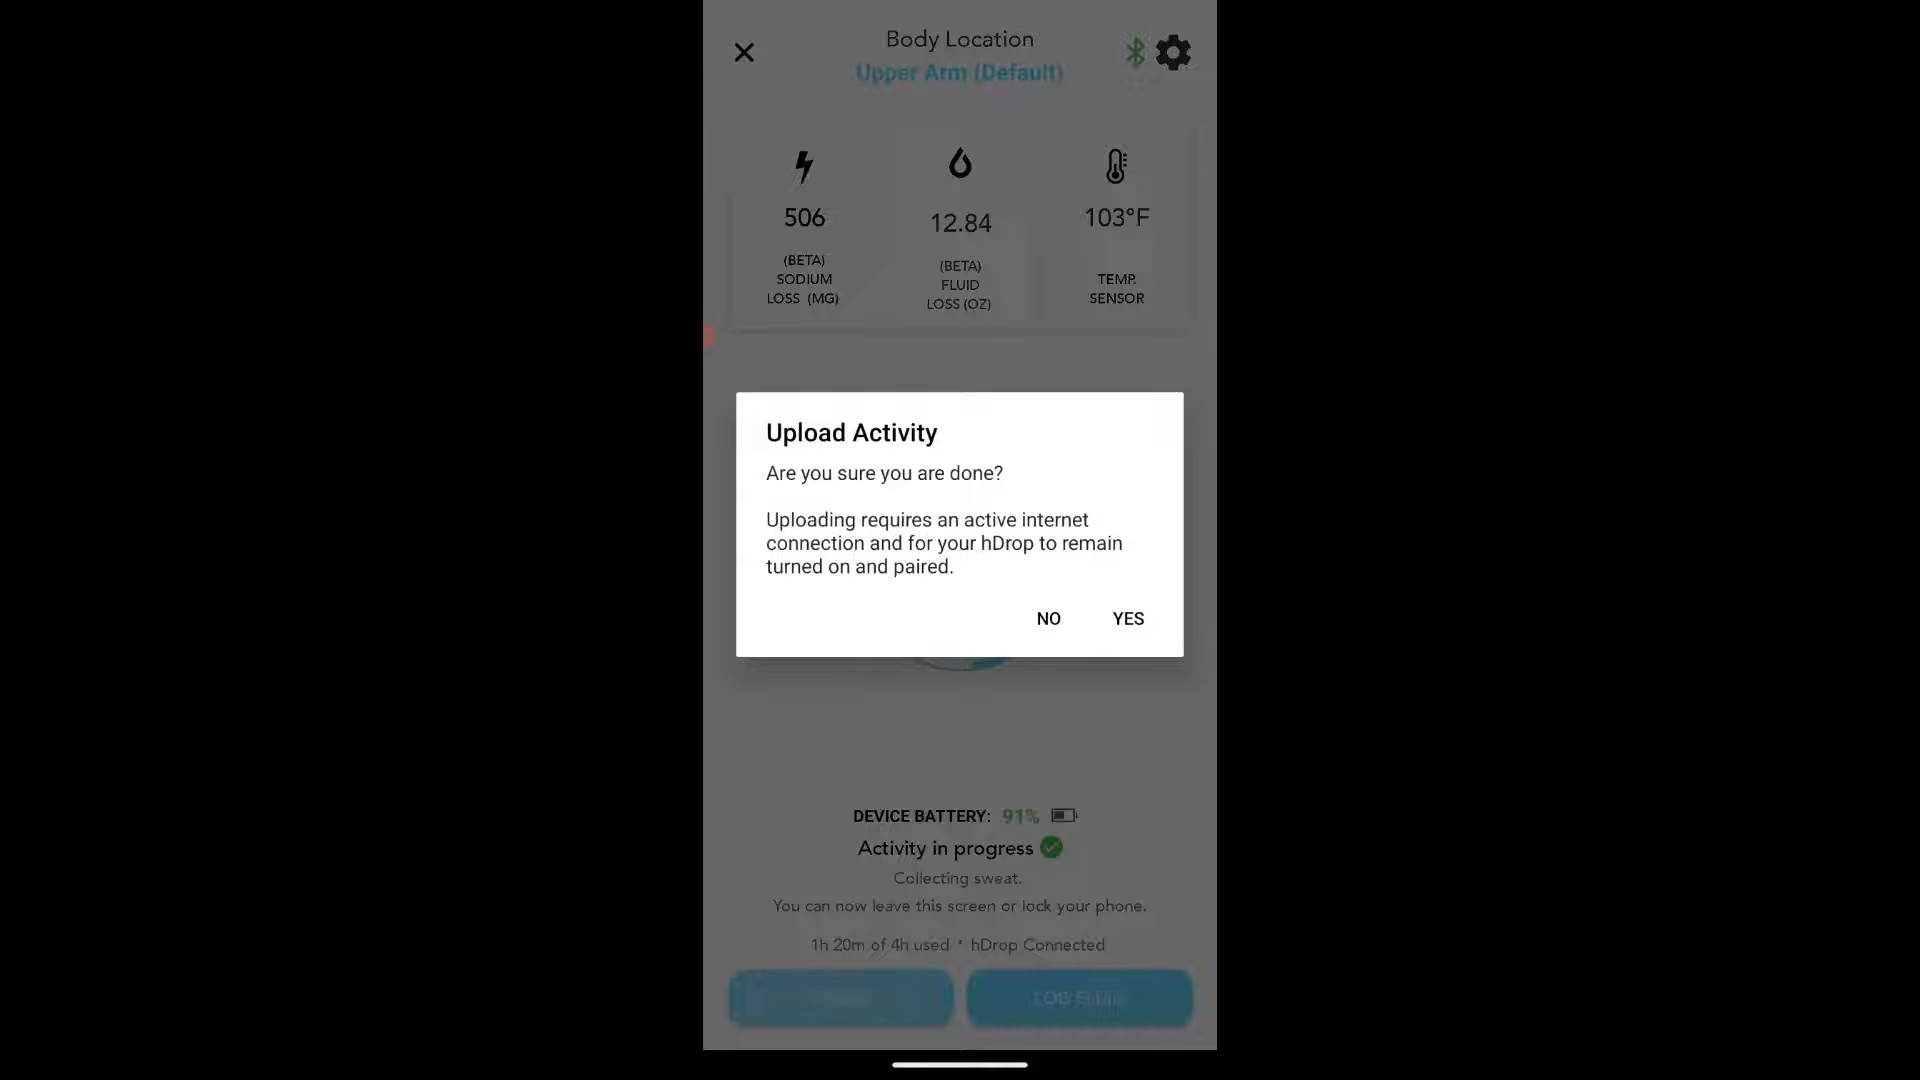 Body Location
Upper Arm (Default)
506
12.84
103°F
(BETA)
SODIUM
LOSS (MG)
(BETA)
FLUID
LOSS (OZ)
TEMP.
SENSOR
Upload Activity
Are you sure you are done?
Uploading requires an active internet
connection and for your hDrop to remain
turned on and paired.
NO YES
DEVICE BATTERY: 91%
Activity in progress
Collecting sweat.
You can now leave this screen or lock your phone.
1h 20m of 4h used * hDrop Connected
LOG FLUID